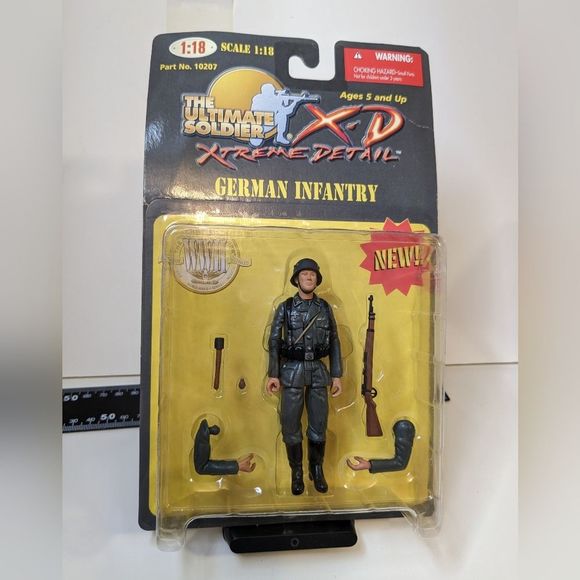 1:18 SCALE 1:18
Part No. 10207
WARNING:
CHOKING HAZARD-Small Parts
Not for children under 3 years
Ages 5 and Up
THE
ULTIMATE
SOLDIER
X-D
XTREME DETAIL
GERMAN INFANTRY
WWII
NEW!